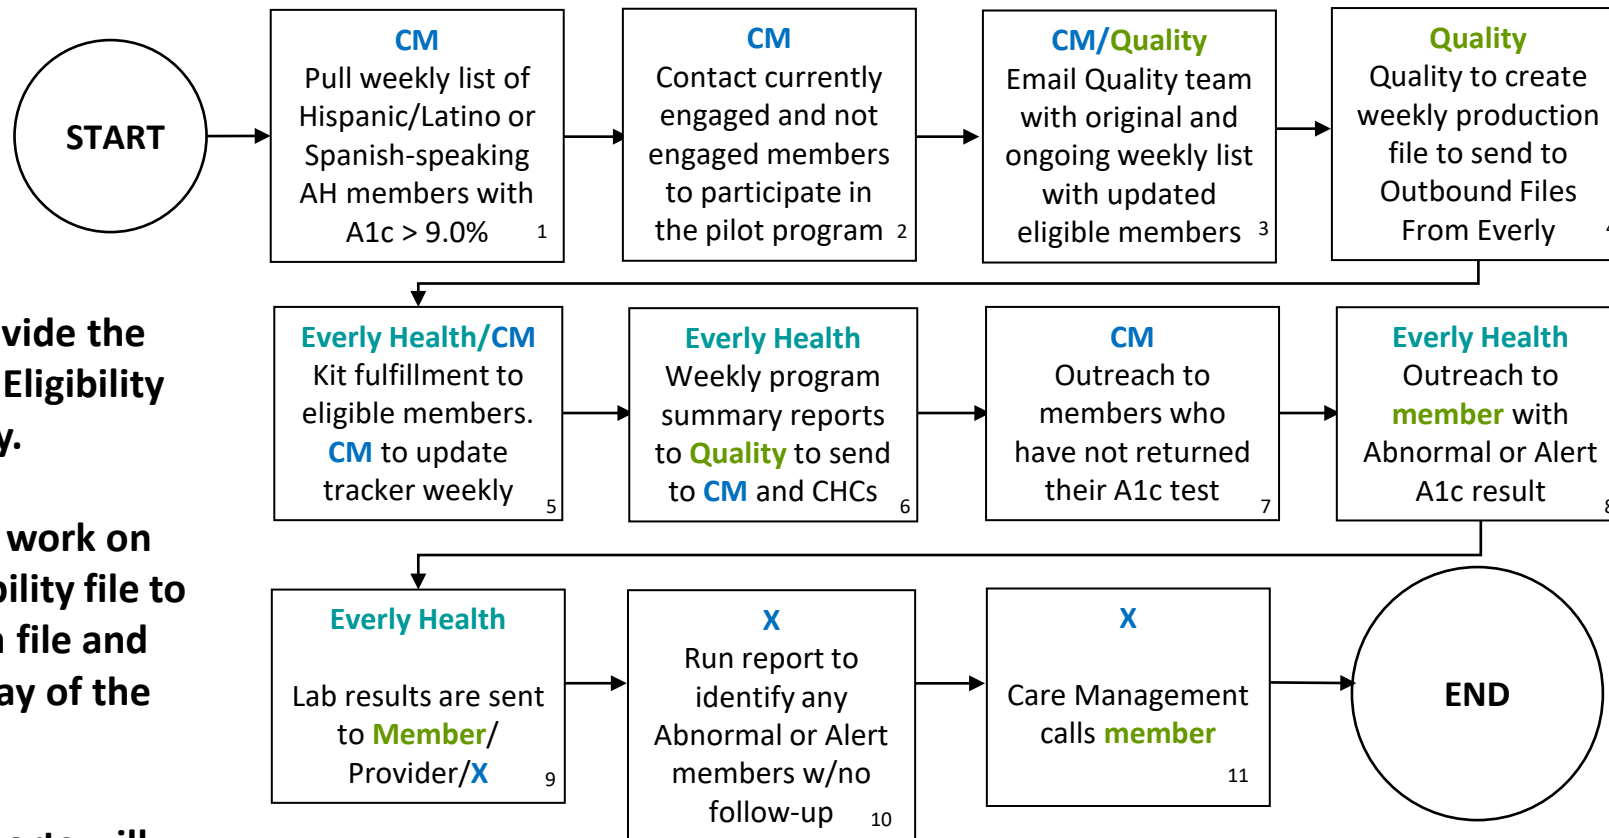 START
CM
Pull weekly list of
Hispanic/Latino or
Spanish-speaking
AH members with
A1c > 9.0% 1
CM
Contact currently
engaged and not
engaged members
to participate in
the pilot program 2
CM/Quality
Email Quality team
with original and
ongoing weekly list
with updated
eligible members 3
Quality
Quality to create
weekly production
file to send to
Outbound Files
From Everly
vide the
Eligibility
y.
work on
bility file to
n file and
ay of the
Everly Health/CM
Kit fulfillment to
eligible members.
CM to update
tracker weekly
5
Everly Health
Weekly program
summary reports
to Quality to send
to CM and CHCs
6
CM
Outreach to
members who
have not returned
their A1c test
7
Everly Health
Outreach to
member with
Abnormal or Alert
A1c result
8
Everly Health
Lab results are sent
to Member/
Provider/X 9
X
Run report to
identify any
Abnormal or Alert
members w/no
follow-up 10
X
Care Management
calls member
11
END